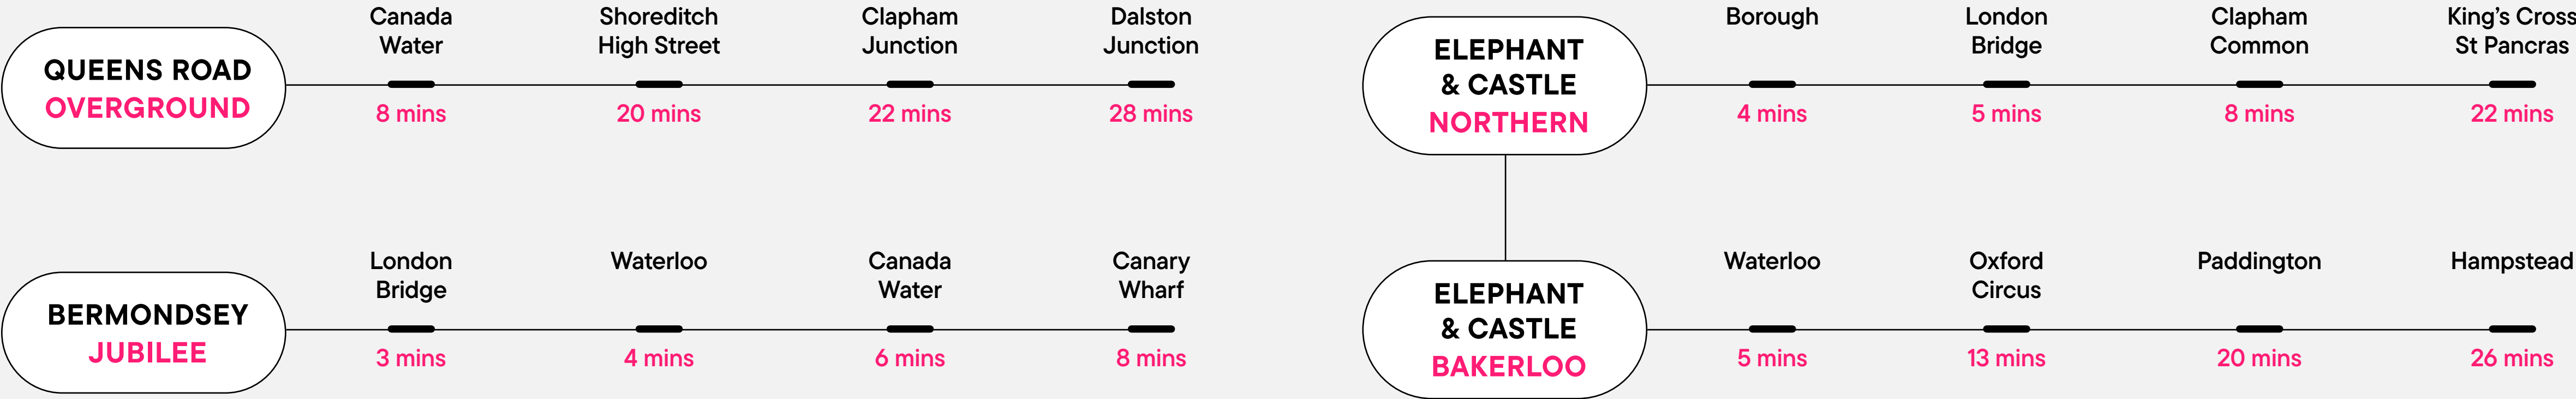 QUEENS ROAD
OVERGROUND
Canada
Water
8 mins
Shoreditch
High Street
20 mins
Clapham
Junction
22 mins
Dalston
Junction
28 mins
ELEPHANT
& CASTLE
NORTHERN
Borough
4 mins
London
Bridge
5 mins
Clapham
Common
8 mins
King's Cross
St Pancras
22 mins
BERMONDSEY
JUBILEE
London
Bridge
3 mins
Waterloo
4 mins
Canada
Water
6 mins
Canary
Wharf
8 mins
ELEPHANT
& CASTLE
BAKERLOO
Waterloo
5 mins
Oxford
Circus
13 mins
Paddington
20 mins
Hampstead
26 mins